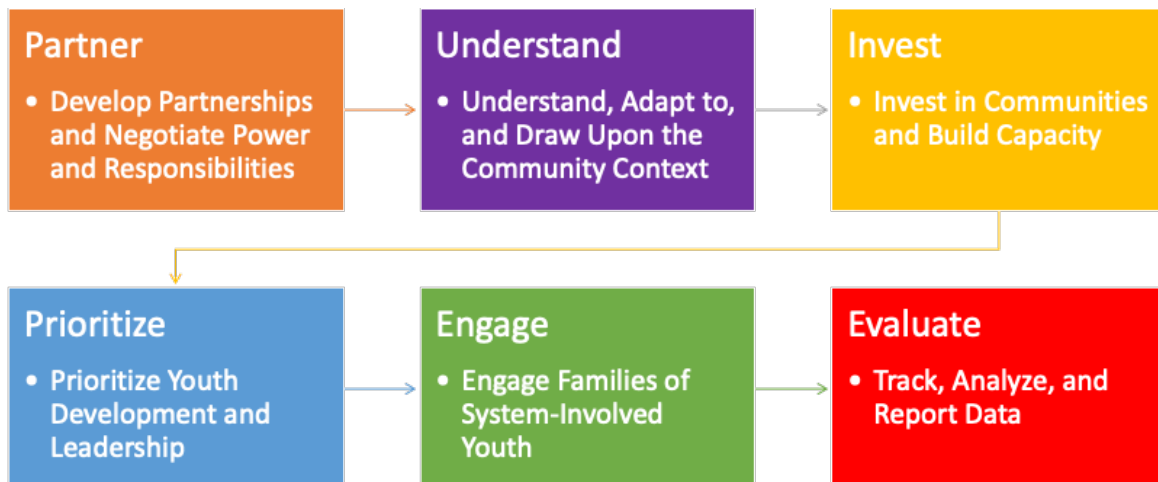 Partner
• Develop Partnerships
and Negotiate Power
and Responsibilities
Understand
• Understand, Adapt to,
and Draw Upon the
Community Context
Invest
• Invest in Communities
and Build Capacity
Prioritize
• Prioritize Youth
Development and
Leadership
Engage
• Engage Families of
System-Involved
Youth
Evaluate
• Track, Analyze, and
Report Data